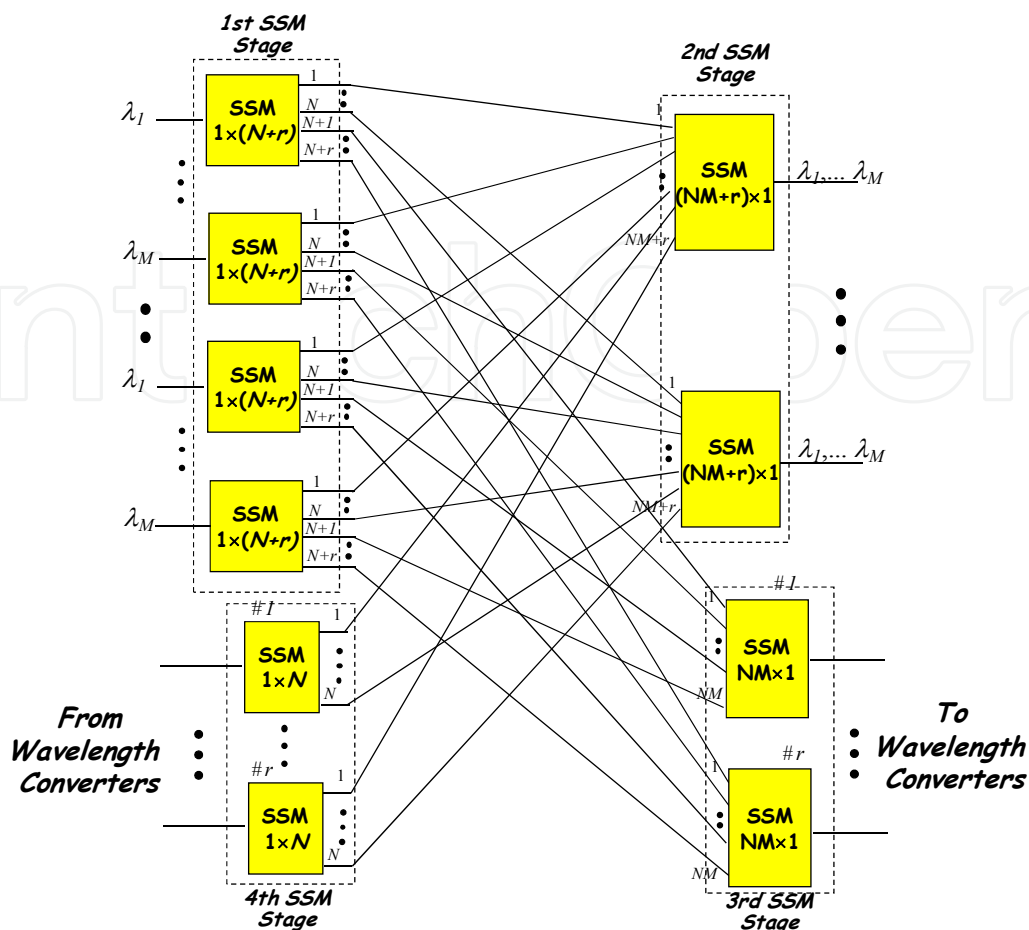 1st SSM
Stage
λ1
SSM
1×(N+r)
1
N
N+1
N+r
λM
SSM
1×(N+r)
1
N
N+1
N+r
λ1
SSM
1×(N+r)
1
N
N+1
N+r
λM
SSM
1×(N+r)
1
N
N+1
N+r
2nd SSM
Stage
1
NM+r
SSM
(NM+r)×1
λ1,... λM
1
NM+r
SSM
(NM+r)×1
λ1,... λM
#1
SSM
1×N
1
N
#r
SSM
1×N
1
N
From
Wavelength
Converters
4th SSM
Stage
#1
1
NM
SSM
NM×1
#r
1
NM
SSM
NM×1
To
Wavelength
Converters
3rd SSM
Stage